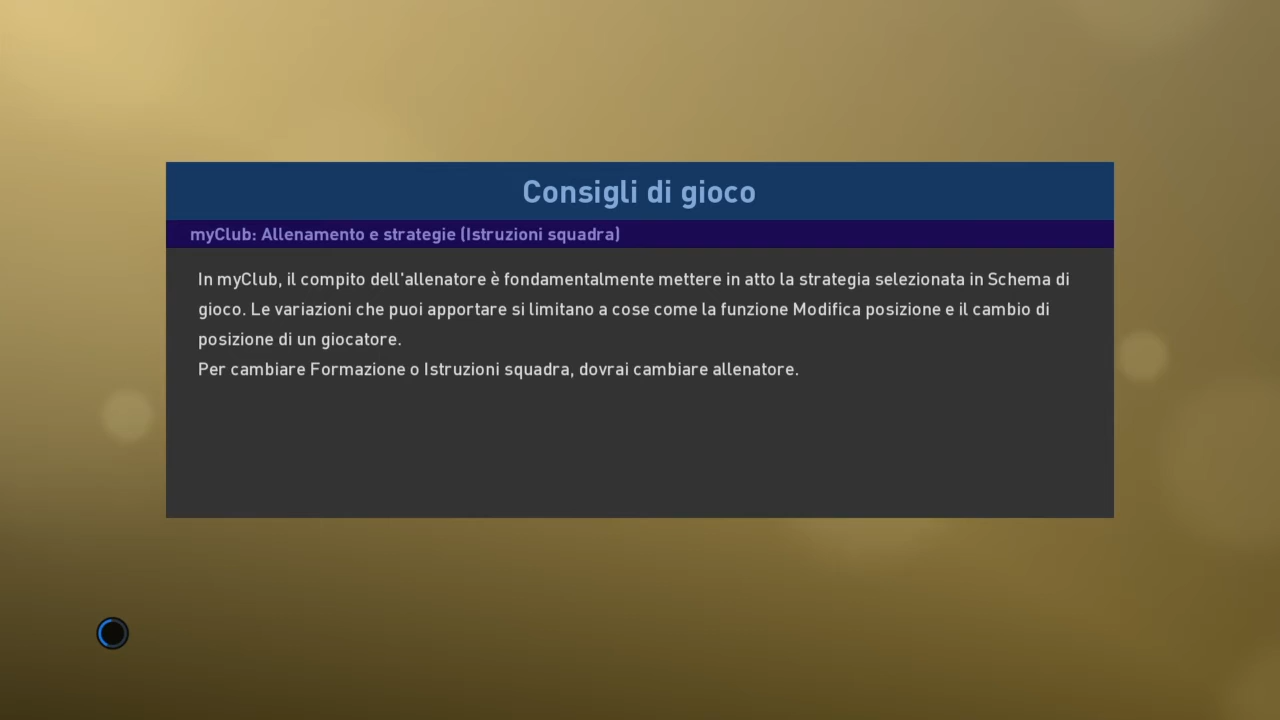 Consigli di gioco
myClub: Allenamento e strategie (Istruzioni squadra)
In myClub, il compito dell'allenatore è fondamentalmente mettere in atto la strategia selezionata in Schema di
gioco. Le variazioni che puoi apportare si limitano a cose come la funzione Modifica posizione e il cambio di
posizione di un giocatore.
Per cambiare Formazione o Istruzioni squadra, dovrai cambiare allenatore.